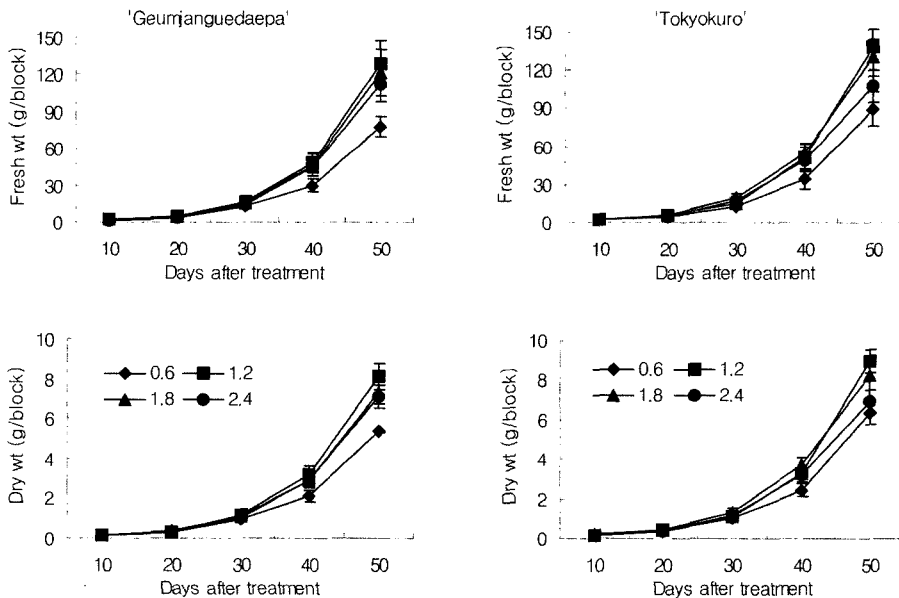 'Geumjanguedaepa'
'Tokyokuro'
Fresh wt (g/block)
150
120
90
60
30
0
10 20 30 40 50
Days after treatment
Fresh wt (g/block)
150
120
90
60
30
0
10 20 30 40 50
Days after treatment
Dry wt (g/block)
10
8
6
4
2
0
0.6 1.2
1.8 2.4
10 20 30 40 50
Days after treatment
Dry wt (g/block)
10
8
6
4
2
0
0.6 1.2
1.8 2.4
10 20 30 40 50
Days after treatment